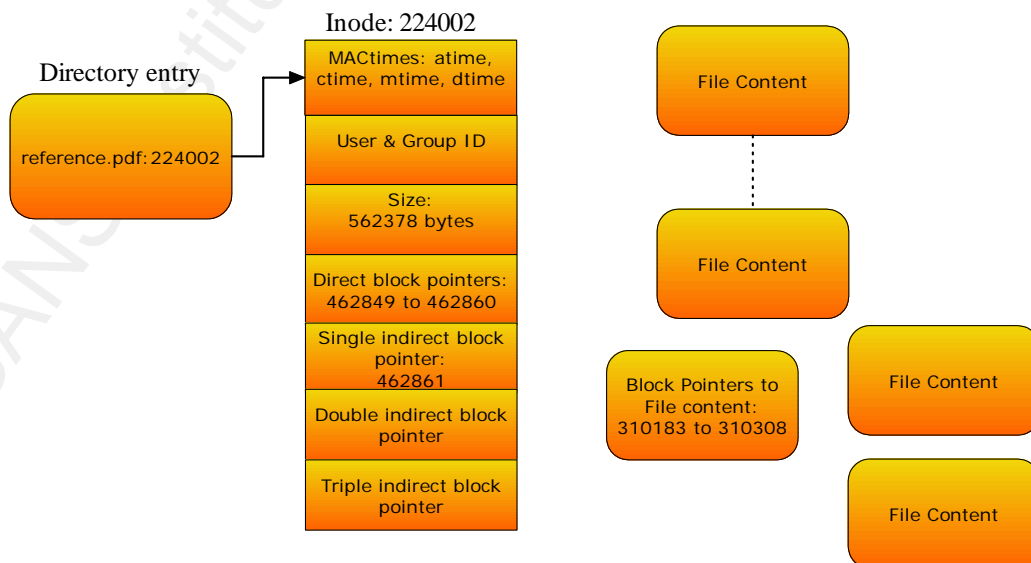 Inode: 224002
Directory entry
reference.pdf:224002
MACtimes: atime,
ctime, mtime, dtime
User & Group ID
Size:
562378 bytes
Direct block pointers:
462849 to 462860
Single indirect block
pointer:
462861
Double indirect block
pointer
Triple indirect block
pointer
File Content
File Content
Block Pointers to
File content:
310183 to 310308
File Content
File Content